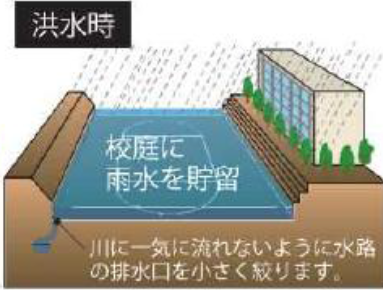 洪水時
校庭に
雨水を貯留
川に一気に流れないように水路
の排水口を小さく絞ります。